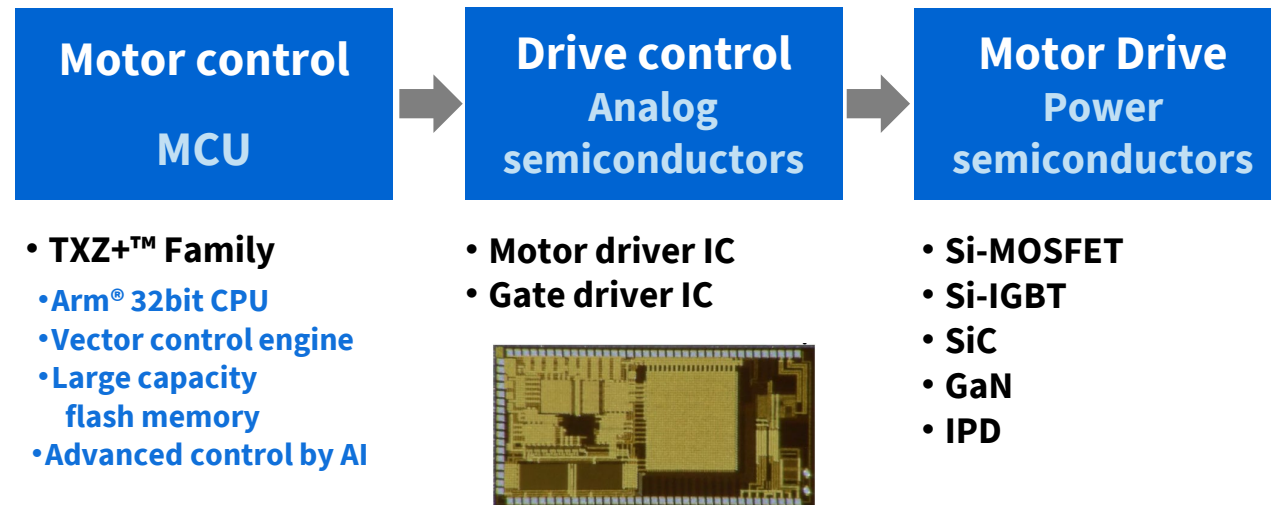 Motor control
MCU
Drive control
Analog
semiconductors
Motor Drive
Power
semiconductors
• TXZ+™ Family
•Arm® 32bit CPU
•Vector control engine
•Large capacity
flash memory
•Advanced control by AI
• Motor driver IC
• Gate driver IC
• Si-MOSFET
• Si-IGBT
• SiC
• GaN
• IPD